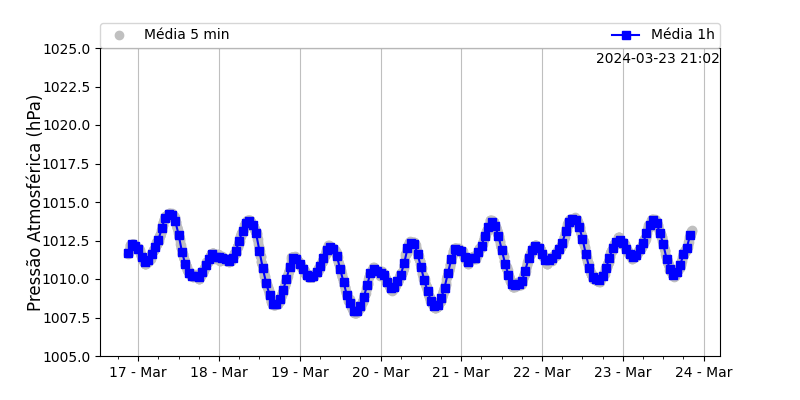 Média 5 min
Média 1h
2024-03-23 21:02
Pressão Atmosférica (hPa)
1025.0
1022.5
1020.0
1017.5
1015.0
1012.5
1010.0
1007.5
1005.0
17 - Mar
18 - Mar
19 - Mar
20 - Mar
21 - Mar
22 - Mar
23 - Mar
24 - Mar